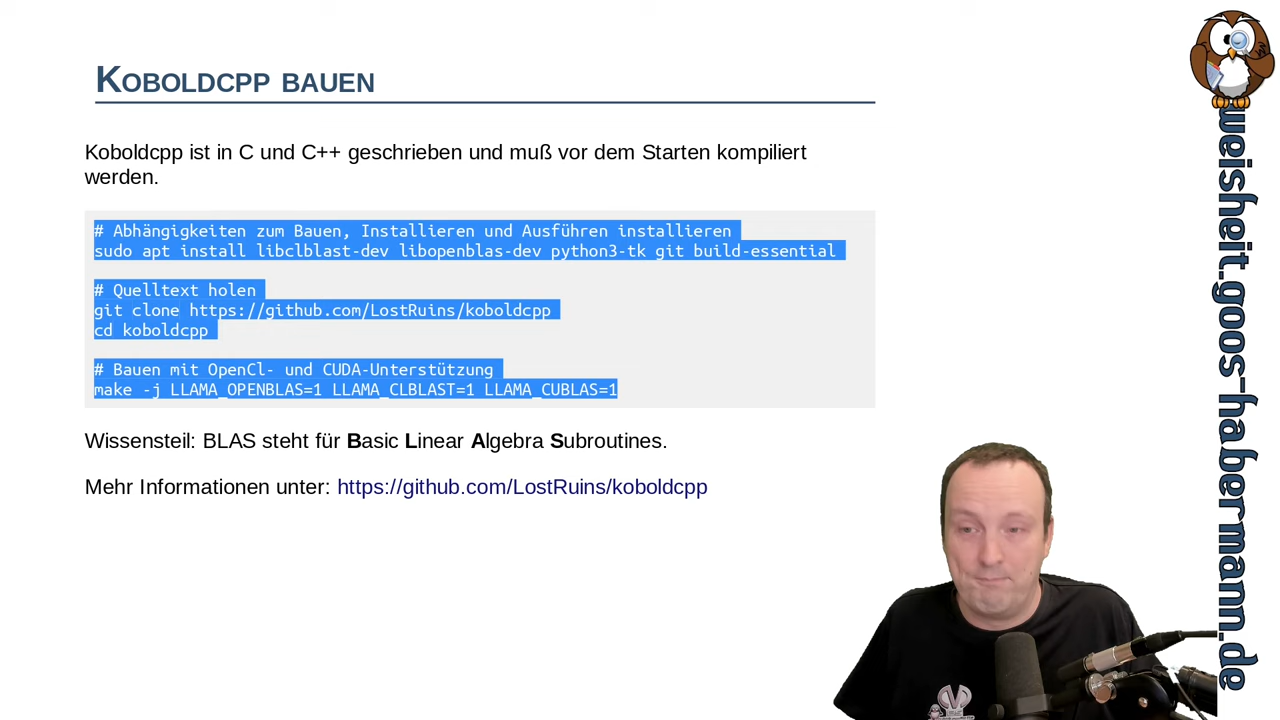 Koboldcpp bauen
Koboldcpp ist in C und C++ geschrieben und muß vor dem Starten kompiliert
werden.
# Abhängigkeiten zum Bauen, Installieren und Ausführen installieren
sudo apt install libclblast-dev libopenblas-dev python3-tk git build-essential
# Quelltext holen
git clone https://github.com/LostRuins/koboldcpp
cd koboldcpp
# Bauen mit OpenCl- und CUDA-Unterstützung
make -j LLAMA_OPENBLAS=1 LLAMA_CLBLAST=1 LLAMA_CUBLAS=1
Wissensteil: BLAS steht für Basic Linear Algebra Subroutines.
Mehr Informationen unter: https://github.com/LostRuins/koboldcpp
weisheit.goos-habermann.de